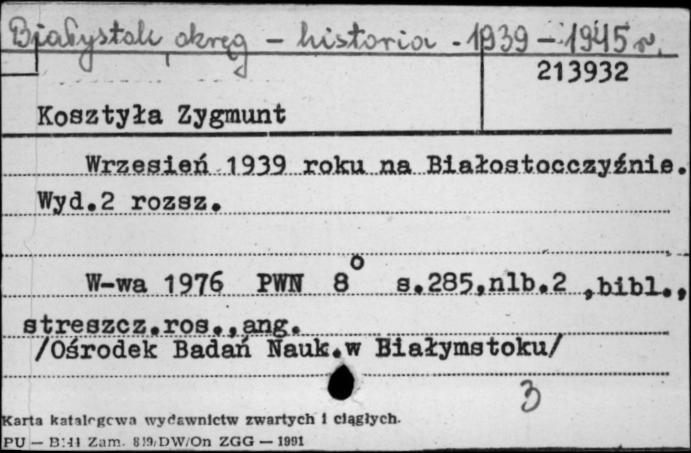 Białystok, okręg - historia - 1939-1945 r.
213932
Kosztyła Zygmunt
Wrzesień 1939 roku na Białostocczyźnie.
Wyd.2 rozsz.
W-wa 1976 PWN 8° s.285,nlb.2 ,bibl.,
streszcz.ros.,ang.
/Ośrodek Badań Nauk.w Białymstoku/
3
Karta katalogowa wydawnictw zwartych i ciągłych.
PU — Zam. 819/DW/On ZGG — 1991